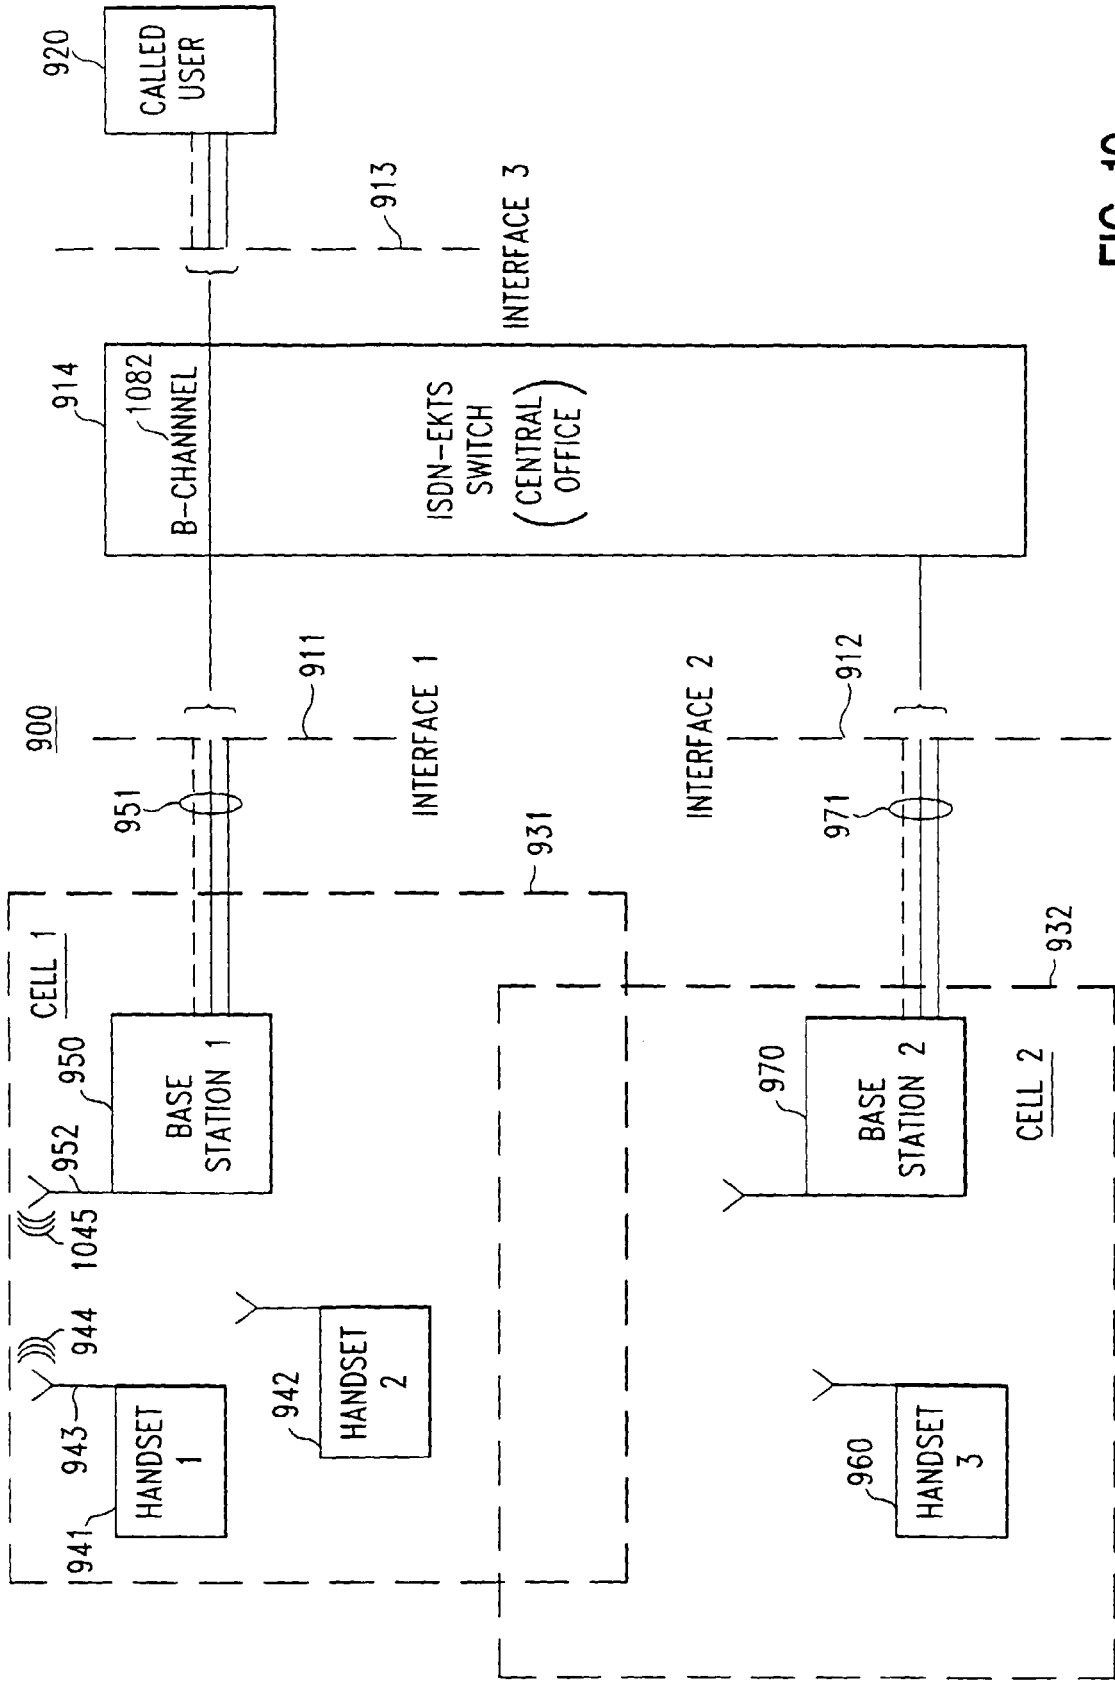 900
CELL 1
941
943
944
1045
952
950
951
914
920
HANDSET
1
BASE
STATION 1
1082
B-CHANNNEL
CALLED
USER
942
HANDSET
2
911
INTERFACE 1
913
INTERFACE 3
931
ISDN-EKTS
SWITCH
(CENTRAL
OFFICE)
INTERFACE 2
970
971
912
960
HANDSET
3
BASE
STATION 2
932
CELL 2
FIG